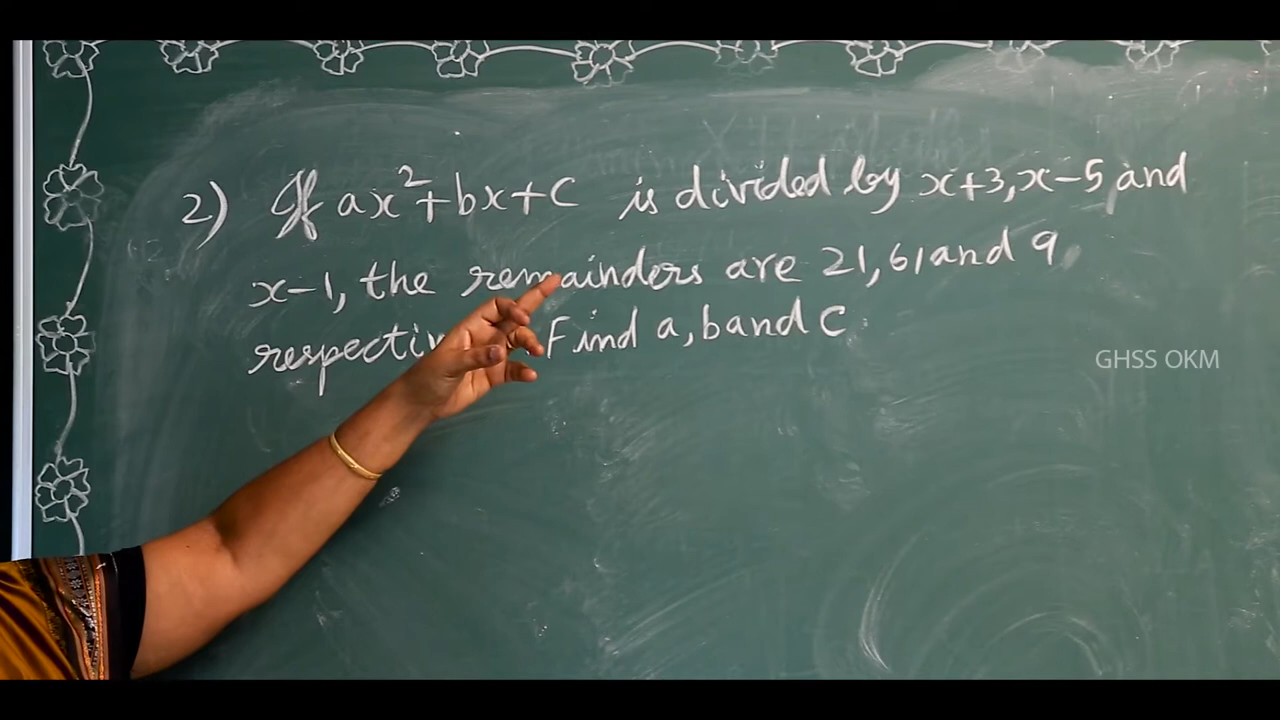 2) If ax²+bx+c is divided by x+3, x-5, and
x-1, the remainders are 21, 61 and 9
Find a, b and c.
GHSS OKM